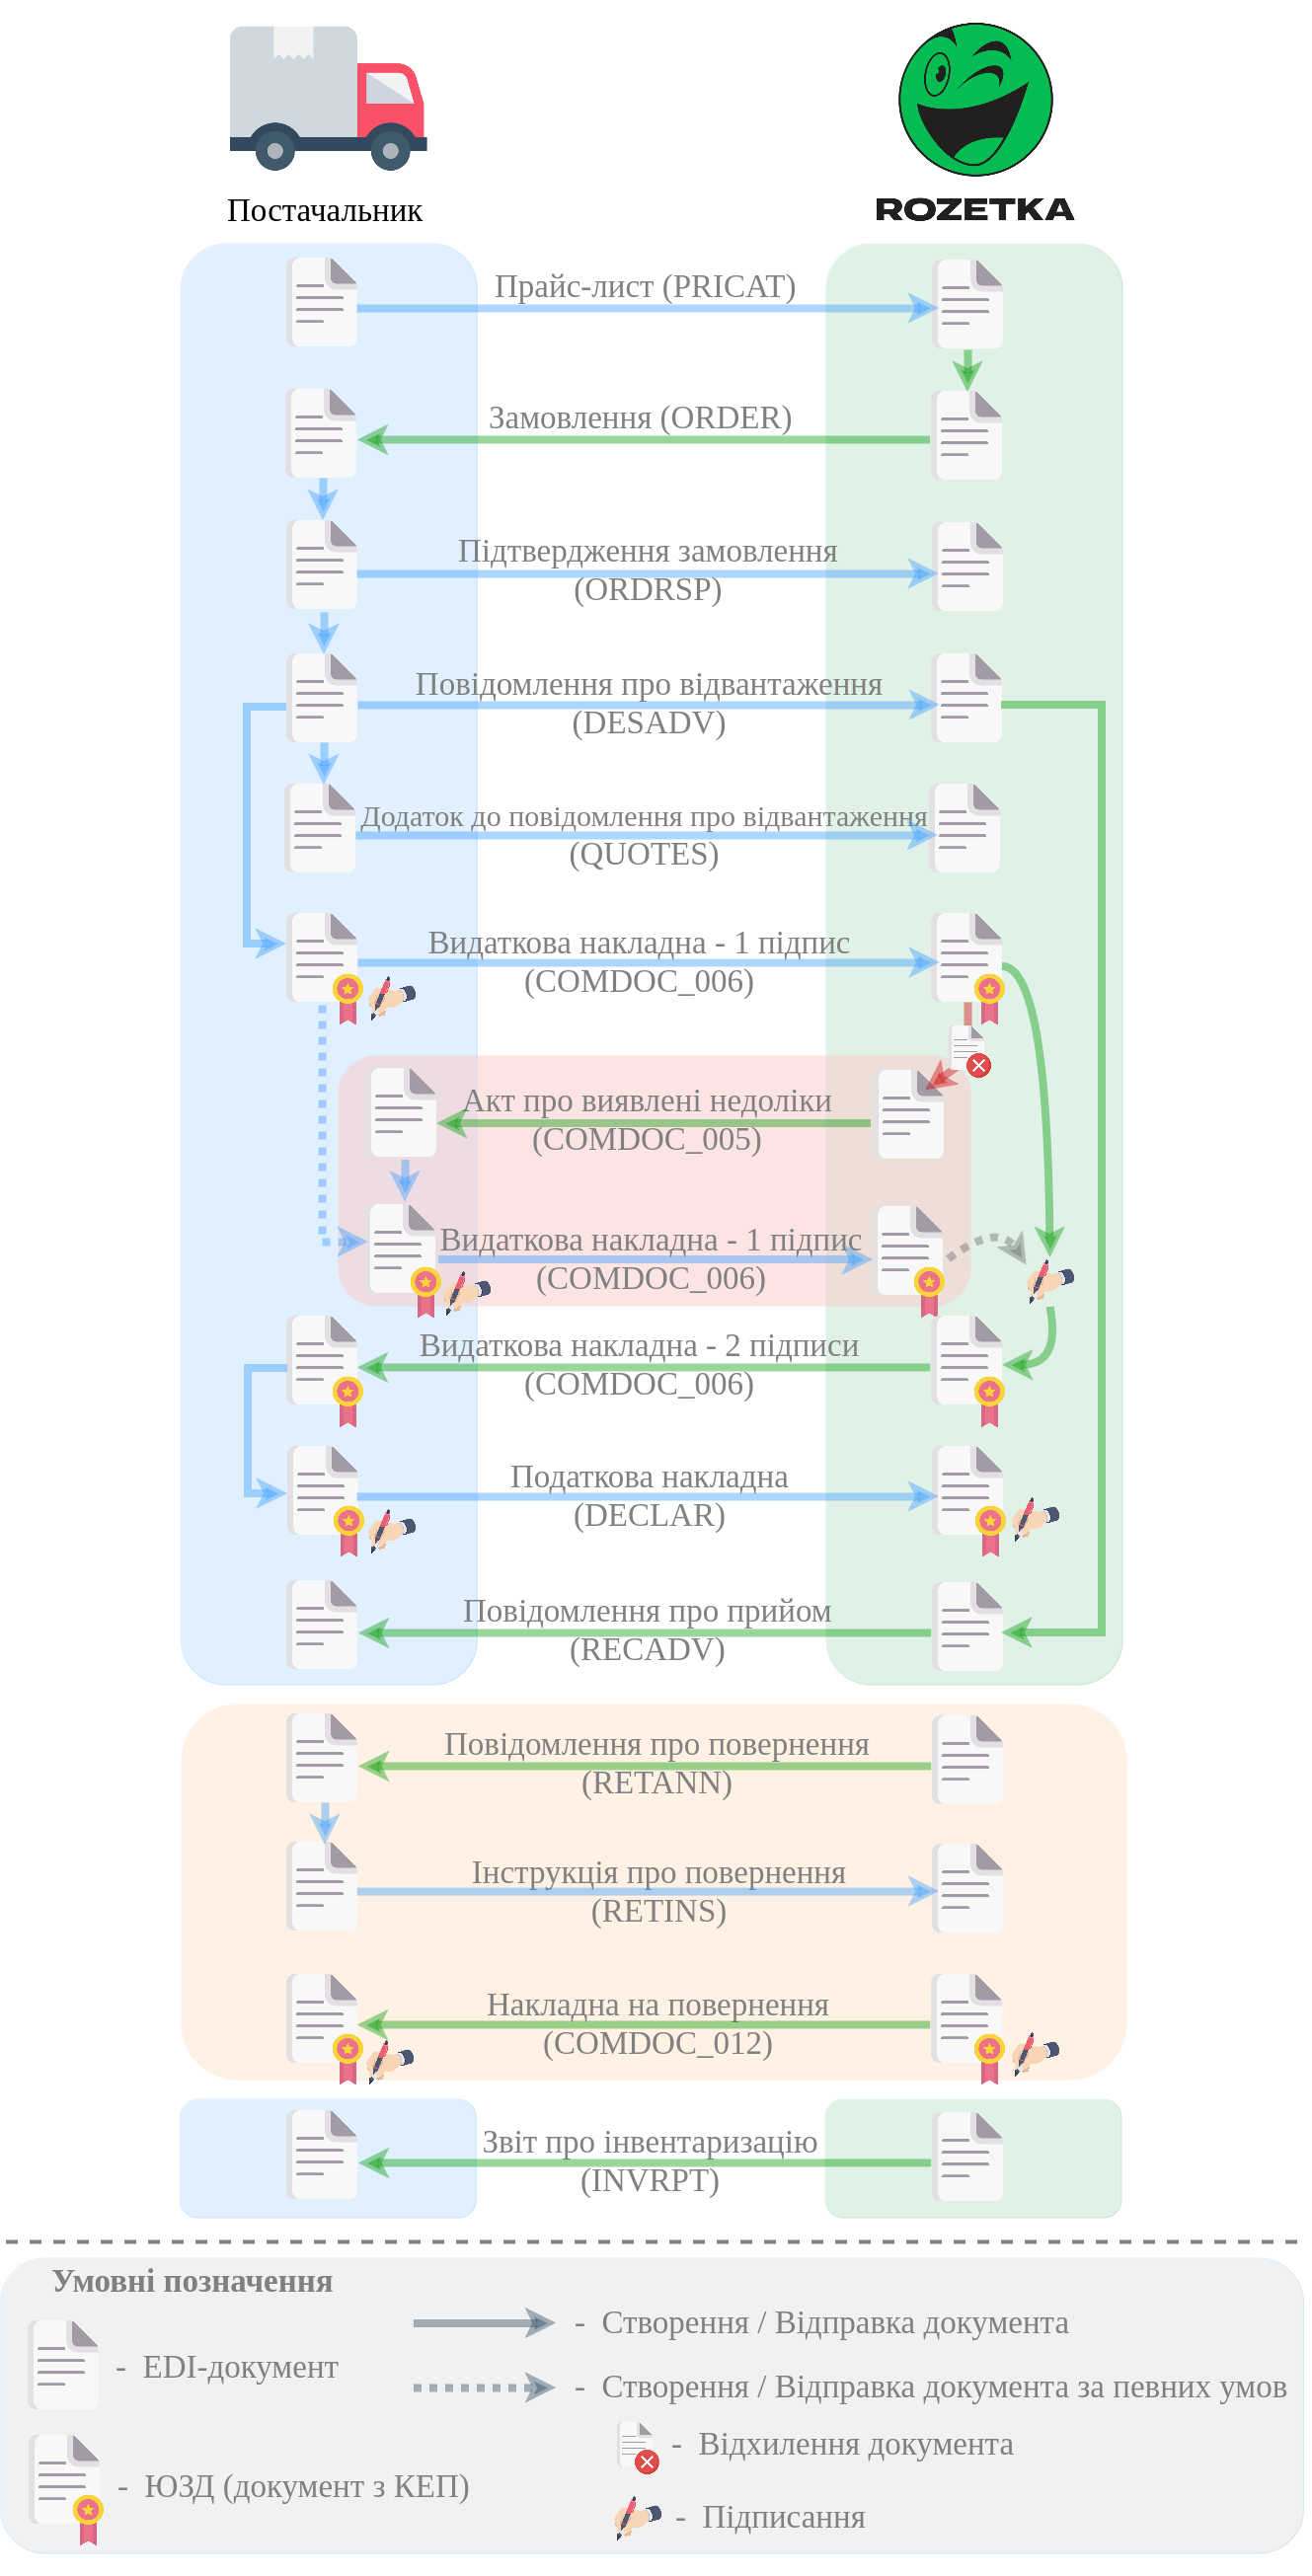 Постачальник
ROZETKA
Прайс-лист (PRICAT)
Замовлення (ORDER)
Підтвердження замовлення
(ORDRSP)
Повідомлення про відвантаження
(DESADV)
Додаток до повідомлення про відвантаження
(QUOTES)
Видаткова накладна - 1 підпис
(COMDOC_006)
Акт про виявлені недоліки
(COMDOC_005)
Видаткова накладна - 1 підпис
(COMDOC_006)
Видаткова накладна - 2 підписи
(COMDOC_006)
Податкова накладна
(DECLAR)
Повідомлення про прийом
(RECADV)
Повідомлення про повернення
(RETANN)
Інструкція про повернення
(RETINS)
Накладна на повернення
(COMDOC_012)
Звіт про інвентаризацію
(INVRPT)
Умовні позначення
- EDI-документ
- ЮЗД (документ з КЕП)
- Створення / Відправка документа
- Створення / Відправка документа за певних умов
- Відхилення документа
- Підписання